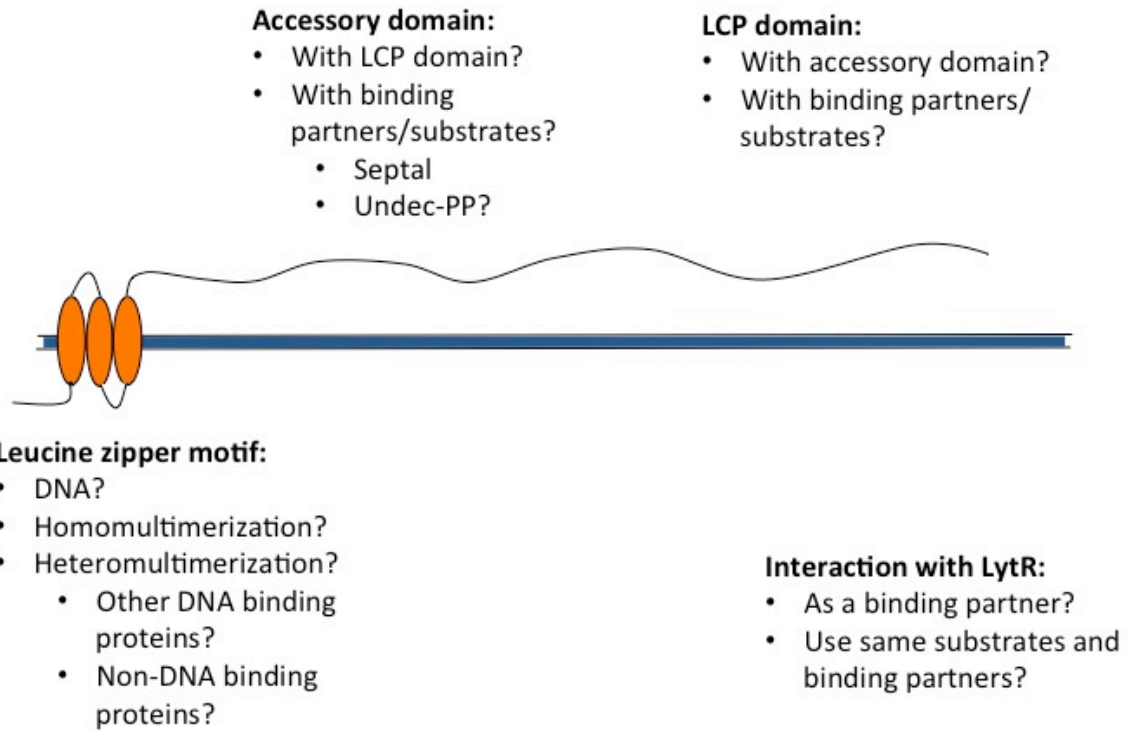 Accessory domain:
• With LCP domain?
• With binding
partners/substrates?
• Septal
• Undec-PP?
LCP domain:
• With accessory domain?
• With binding partners/
substrates?
Leucine zipper motif:
• DNA?
• Homomultimerization?
• Heteromultimerization?
• Other DNA binding
proteins?
• Non-DNA binding
proteins?
Interaction with LytR:
• As a binding partner?
• Use same substrates and
binding partners?